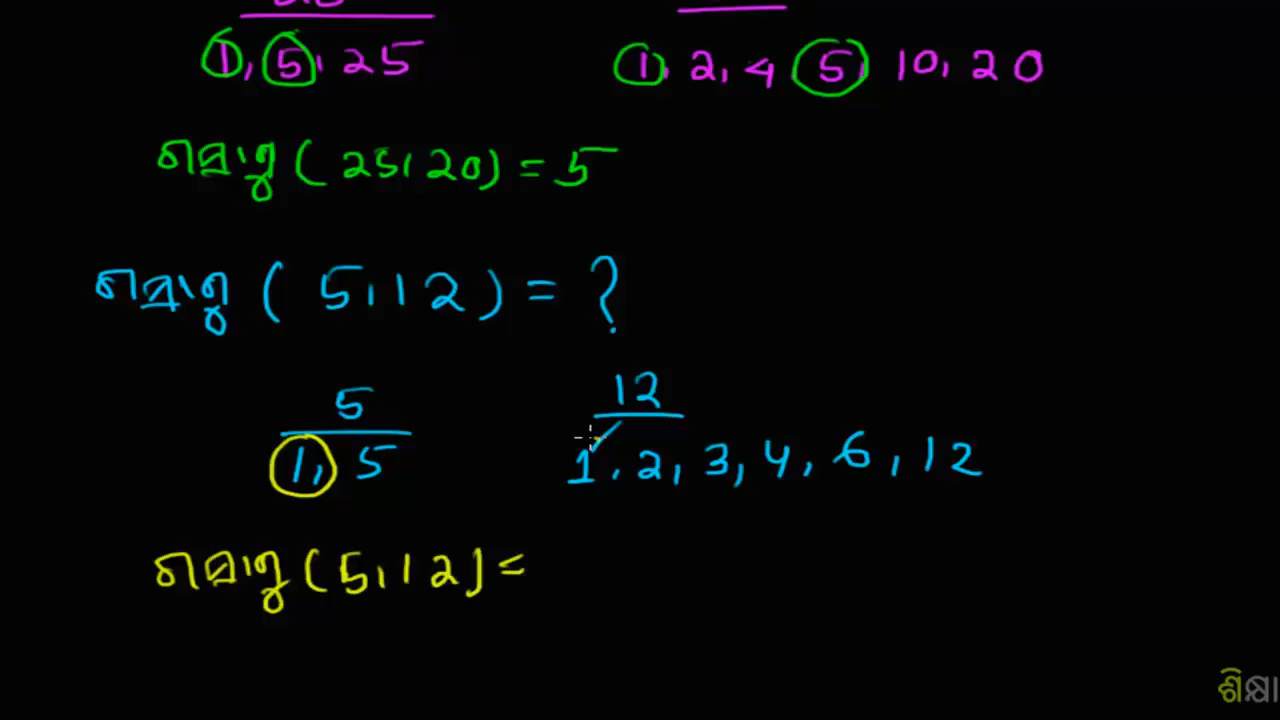 1, 5, 25    1, 2, 4 5, 10, 20
ଗସାଗୁ (25, 20) = 5
ଗସାଗୁ ( 5, 12 ) = ?
5    12
1, 5    1, 2, 3, 4, 6, 12
ଗସାଗୁ (5, 12) =
ଶିକ୍ଷା